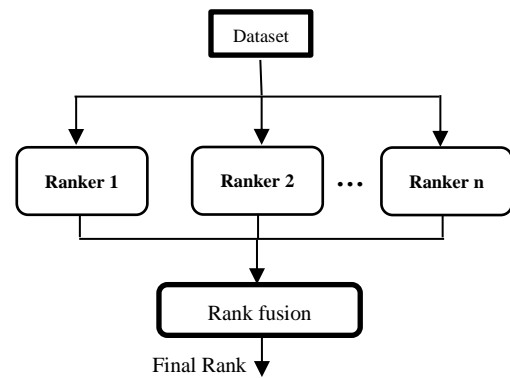 Dataset
Ranker 1
Ranker 2
...
Ranker n
Rank fusion
Final Rank